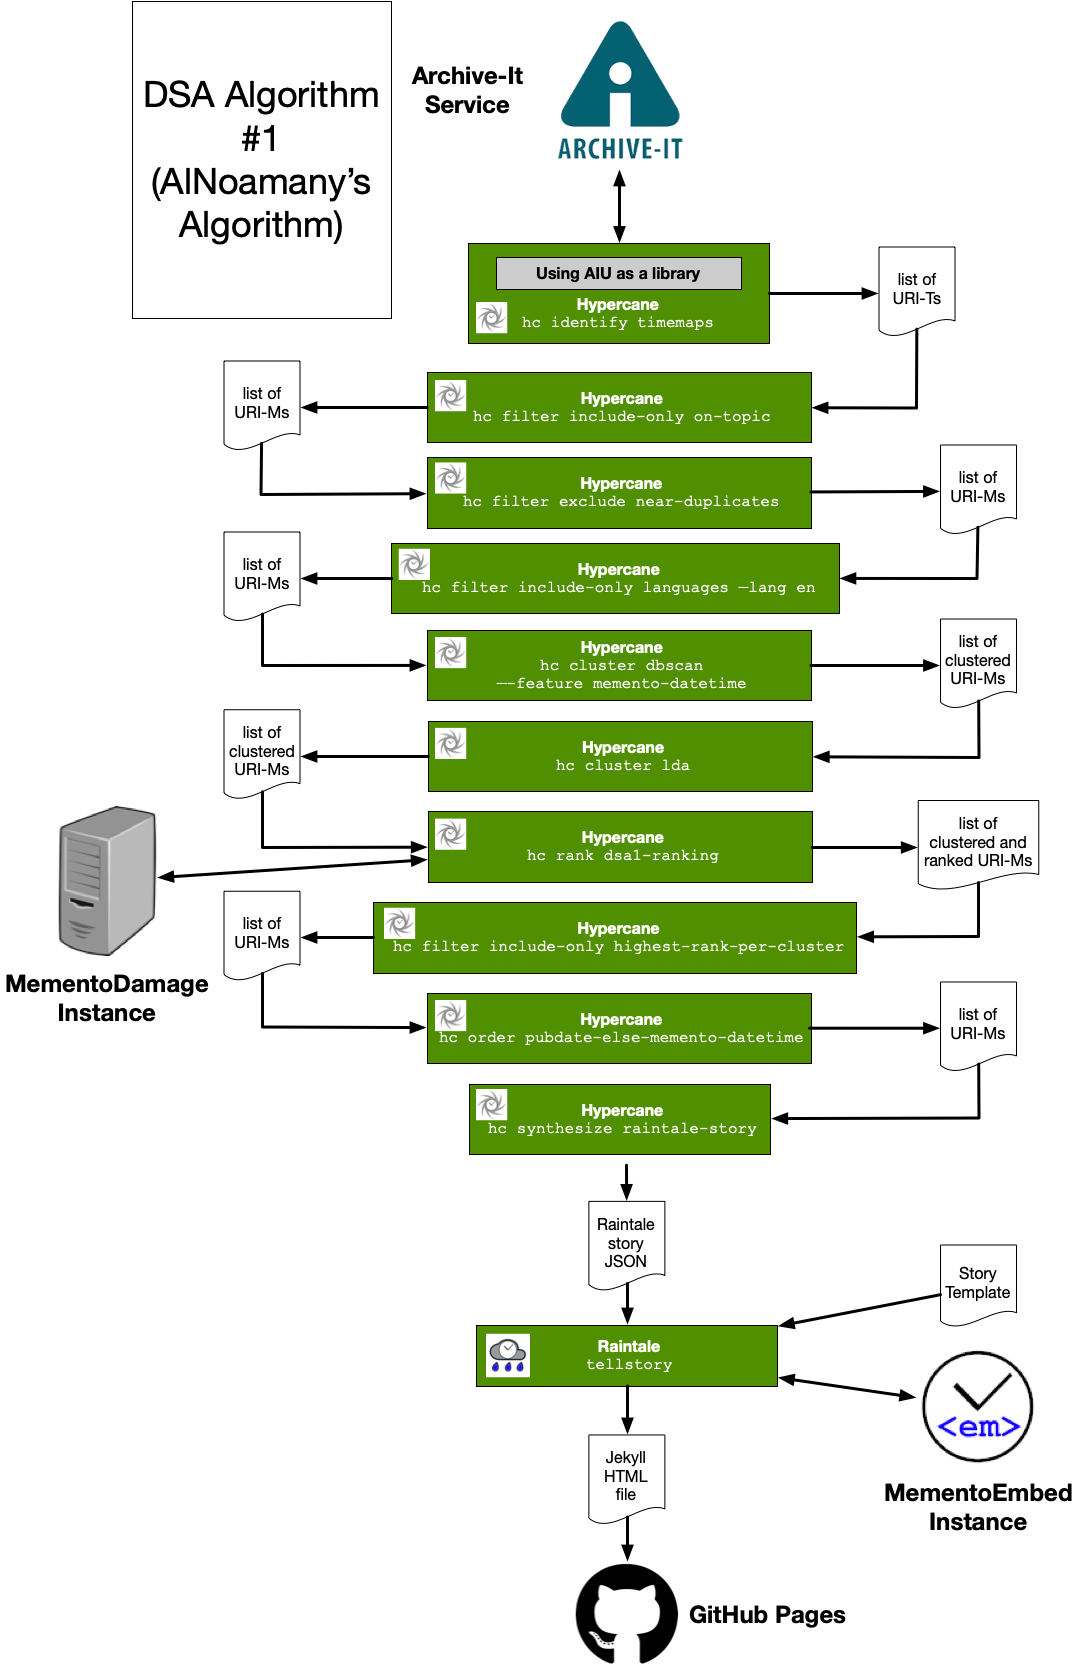 DSA Algorithm
#1
(AlNoamany’s
Algorithm)
Archive-It
Service
ARCHIVE-IT
Using AIU as a library
Hypercane
hc identify timemaps
list of
URI-Ts
Hypercane
hc filter include-only on-topic
list of
URI-Ms
Hypercane
hc filter exclude near-duplicates
list of
URI-Ms
Hypercane
hc filter include-only languages —lang en
list of
URI-Ms
Hypercane
hc cluster dbscan
—-feature memento-datetime
list of
clustered
URI-Ms
Hypercane
hc cluster lda
list of
clustered
URI-Ms
Hypercane
hc rank dsa1-ranking
list of
clustered and
ranked URI-Ms
MementoDamage
Instance
Hypercane
hc filter include-only highest-rank-per-cluster
list of
URI-Ms
Hypercane
hc order pubdate-else-memento-datetime
list of
URI-Ms
Hypercane
hc synthesize raintale-story
Raintale
story
JSON
Story
Template
Raintale
tellstory
<em>
MementoEmbed
Instance
Jekyll
HTML
file
GitHub Pages